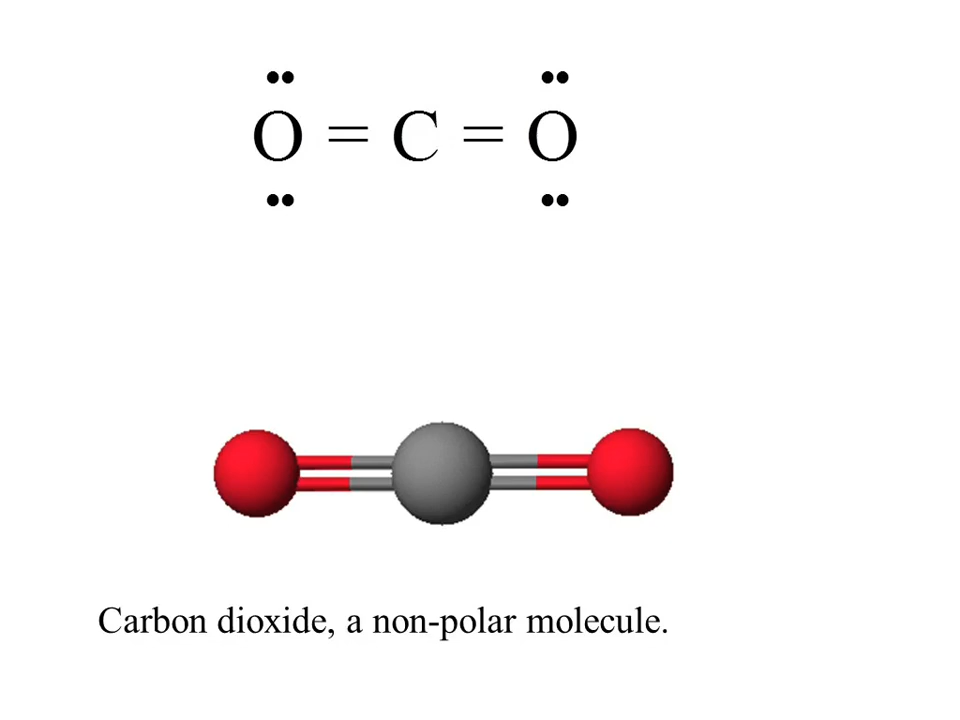 O = C = O
Carbon dioxide, a non-polar molecule.